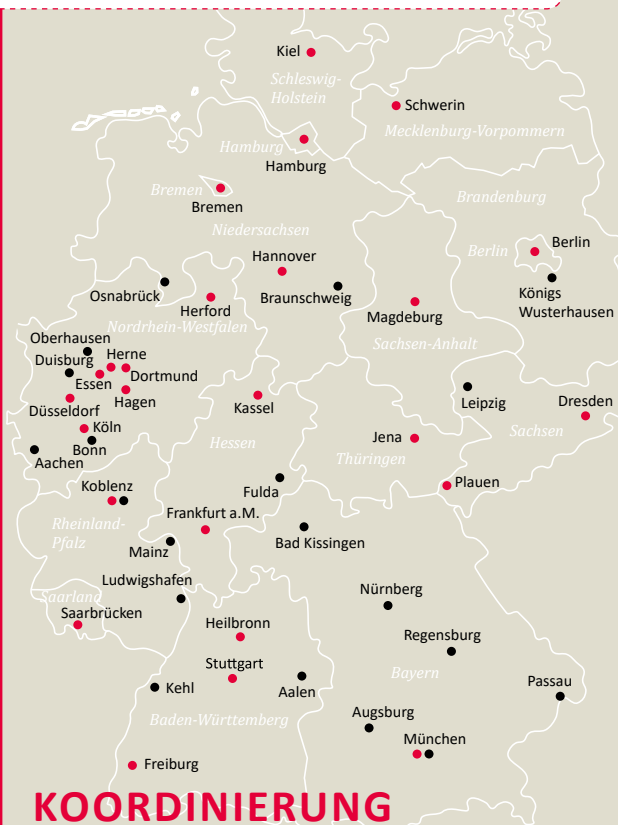 Kiel
Schleswig-
Holstein
Schwerin
Mecklenburg-Vorpommern
Hamburg
Hamburg
Bremen
Bremen
Niedersachsen
Brandenburg
Berlin
Berlin
Hannover
Osnabrück
Herford
Braunschweig
Magdeburg
Königs
Wusterhausen
Nordrhein-Westfalen
Sachsen-Anhalt
Oberhausen
Duisburg
Herne
Essen
Dortmund
Hagen
Düsseldorf
Köln
Bonn
Aachen
Kassel
Leipzig
Dresden
Hessen
Jena
Thüringen
Sachsen
Koblenz
Fulda
Plauen
Rheinland-
Pfalz
Frankfurt a.M.
Mainz
Bad Kissingen
Ludwigshafen
Saarland
Saarbrücken
Nürnberg
Heilbronn
Regensburg
Stuttgart
Bayern
Kehl
Aalen
Passau
Baden-Württemberg
Augsburg
München
Freiburg
KOORDINIERUNG